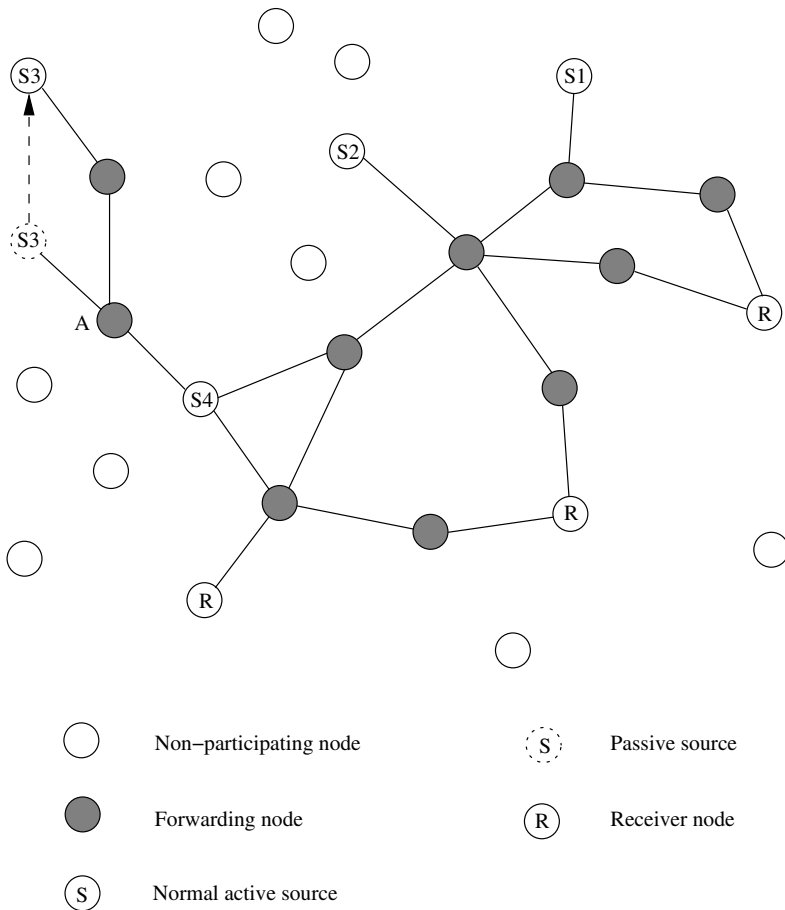 S3
S1
S2
S3
R
A
S4
R
R
Non−participating node
S
Passive source
Forwarding node
R
Receiver node
S
Normal active source